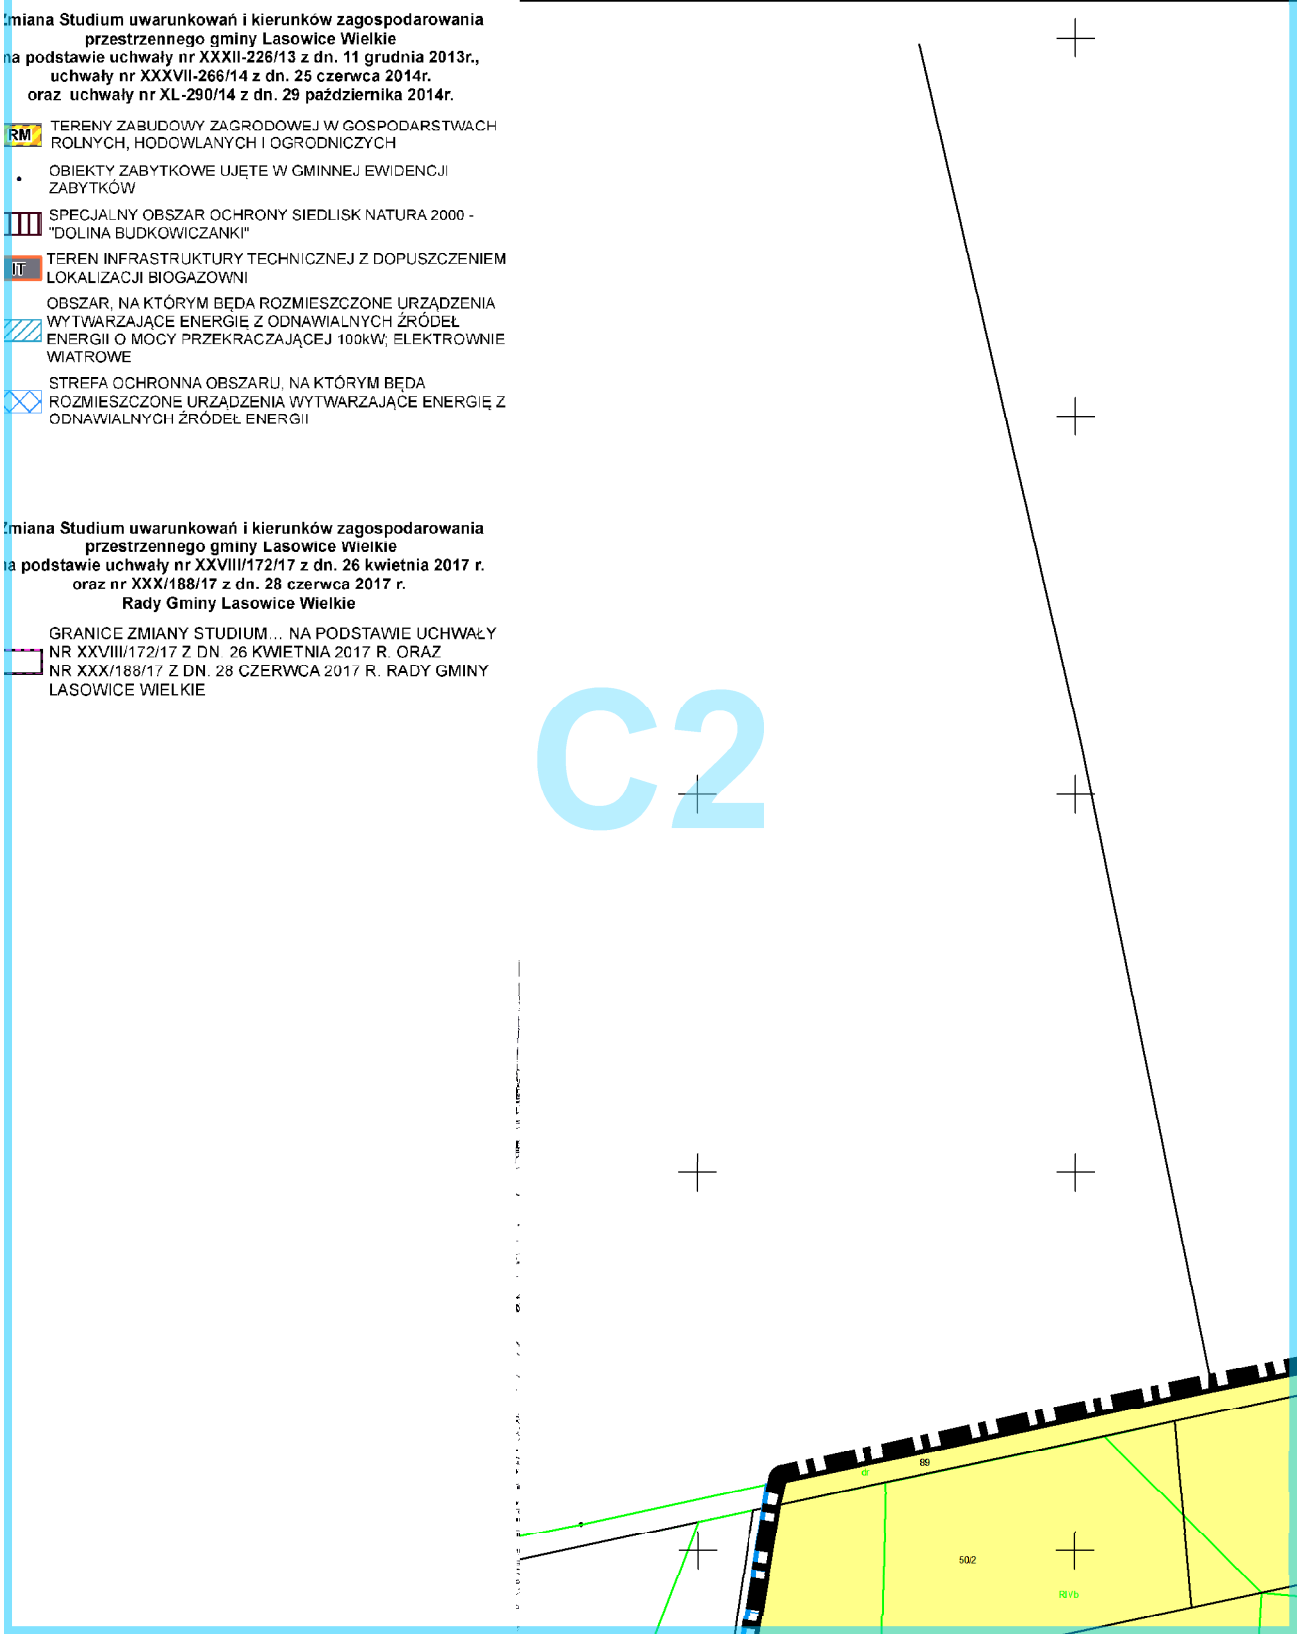 Zmiana Studium uwarunkowań i kierunków zagospodarowania
przestrzennego gminy Lasowice Wielkie
na podstawie uchwały nr XXXII-226/13 z dn. 11 grudnia 2013r.,
uchwały nr XXXVII-266/14 z dn. 25 czerwca 2014r.
oraz uchwały nr XL-290/14 z dn. 29 października 2014r.
RM
TERENY ZABUDOWY ZAGRODOWEJ W GOSPODARSTWACH
ROLNYCH, HODOWLANYCH I OGRODNICZYCH
OBIEKTY ZABYTKOWE UJĘTE W GMINNEJ EWIDENCJI
ZABYTKÓW
SPECJALNY OBSZAR OCHRONY SIEDLISK NATURA 2000 -
"DOLINA BUDKOWICZANKI"
IT
TEREN INFRASTRUKTURY TECHNICZNEJ Z DOPUSZCZENIEM
LOKALIZACJI BIOGAZOWNI
OBSZAR, NA KTÓRYM BĘDA ROZMIESZCZONE URZĄDZENIA
WYTWARZAJĄCE ENERGIĘ Z ODNAWIALNYCH ŹRÓDEŁ
ENERGII O MOCY PRZEKRACZAJĄCEJ 100kW; ELEKTROWNIE
WIATROWE
STREFA OCHRONNA OBSZARU, NA KTÓRYM BĘDA
ROZMIESZCZONE URZĄDZENIA WYTWARZAJĄCE ENERGIĘ Z
ODNAWIALNYCH ŹRÓDEŁ ENERGII
Zmiana Studium uwarunkowań i kierunków zagospodarowania
przestrzennego gminy Lasowice Wielkie
na podstawie uchwały nr XXVIII/172/17 z dn. 26 kwietnia 2017 r.
oraz nr XXX/188/17 z dn. 28 czerwca 2017 r.
Rady Gminy Lasowice Wielkie
GRANICE ZMIANY STUDIUM... NA PODSTAWIE UCHWAŁY
NR XXVIII/172/17 Z DN. 26 KWIETNIA 2017 R. ORAZ
NR XXX/188/17 Z DN. 28 CZERWCA 2017 R. RADY GMINY
LASOWICE WIELKIE
C2
89
dr
50/2
RIVb